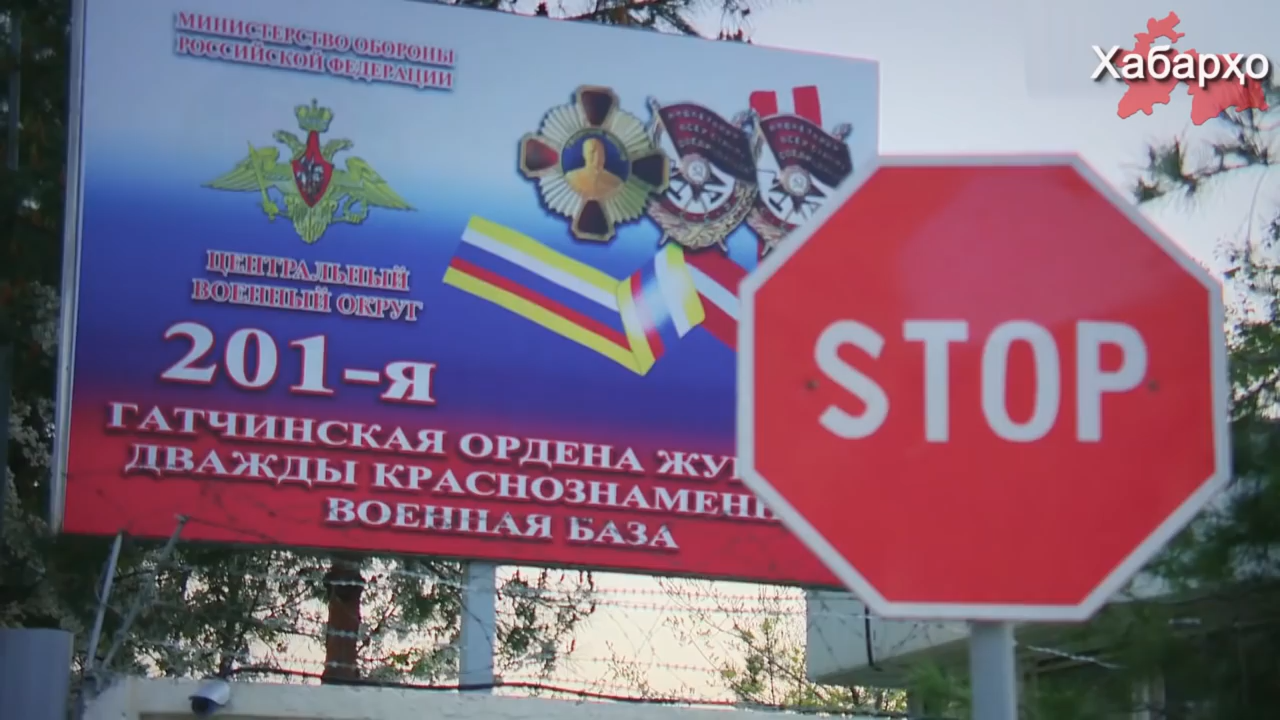 МИНИСТЕРСТВО ОБОРОНЫ
РОССИЙСКОЙ ФЕДЕРАЦИИ
Хабарҳо
ЦЕНТРАЛЬНЫЙ
ВОЕННЫЙ ОКРУГ
201-я
ГАТЧИНСКАЯ ОРДЕНА
ДВАЖДЫ
ВОЕННАЯ БАЗА
STOP